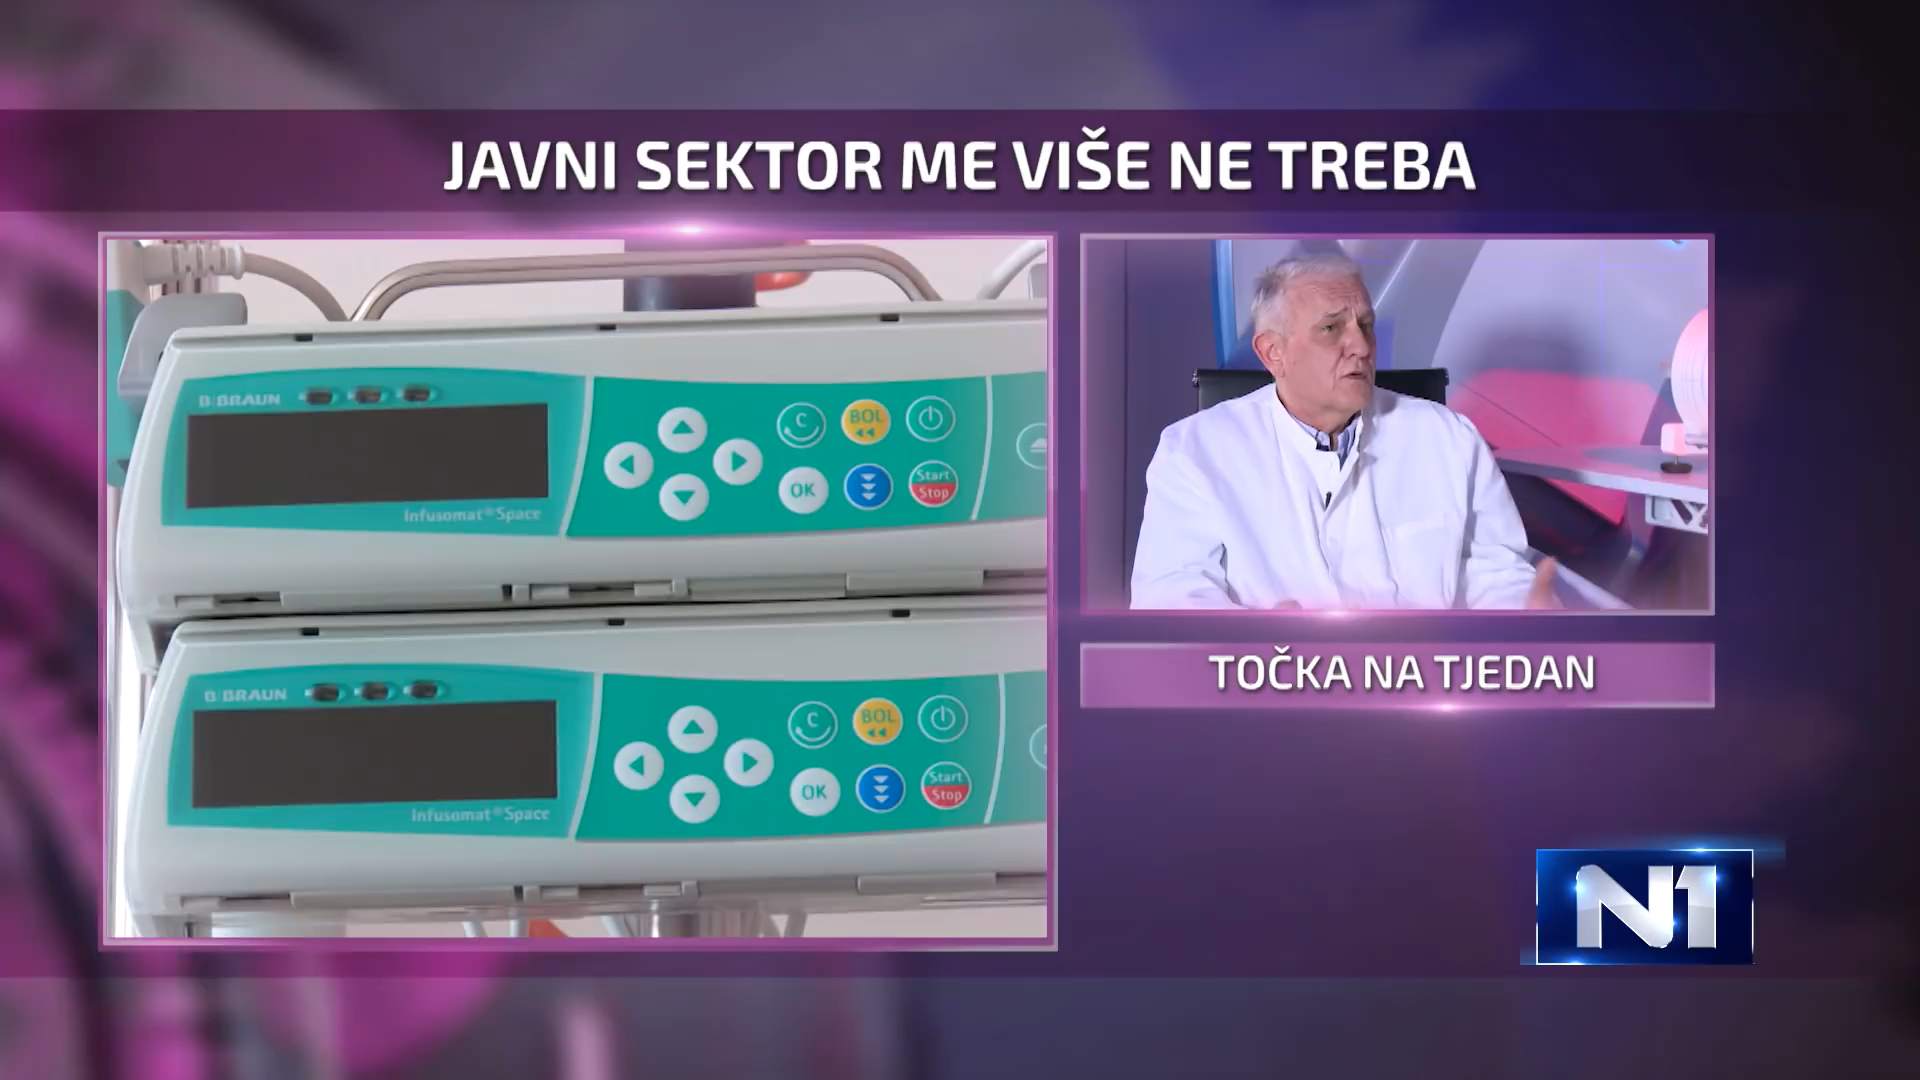 JAVNI SEKTOR ME VIŠE NE TREBA
B|BRAUN
C
BOL
OK
Start
Stop
Infusomat®Space
B|BRAUN
C
BOL
OK
Start
Stop
Infusomat®Space
TOČKA NA TJEDAN
N1